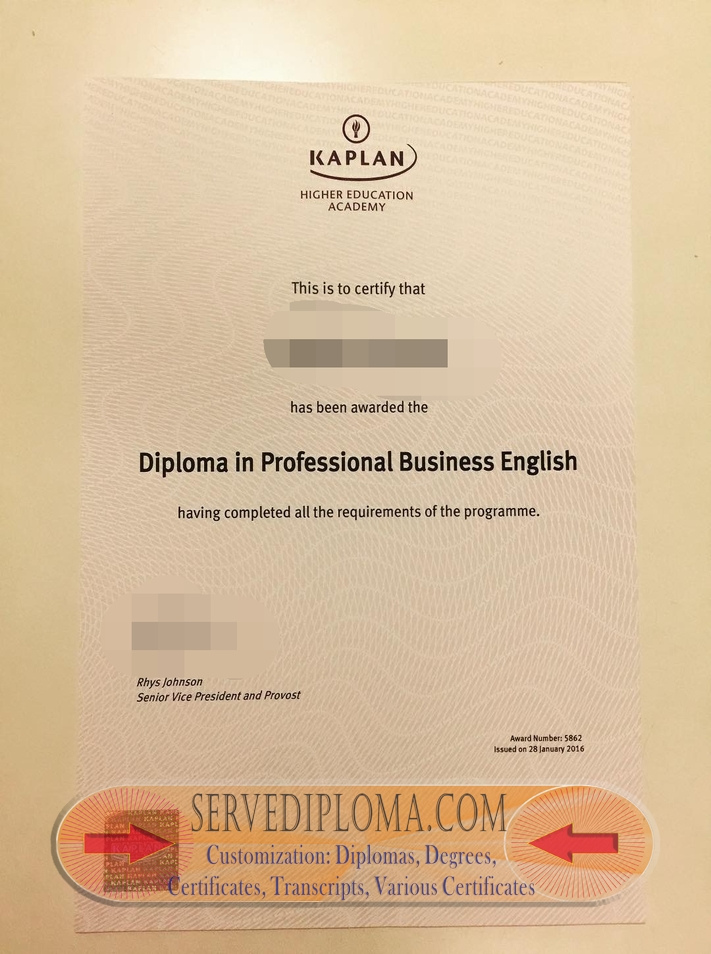 KAPLAN
HIGHER EDUCATION
ACADEMY
This is to certify that
has been awarded the
Diploma in Professional Business English
having completed all the requirements of the programme.
Rhys Johnson
Senior Vice President and Provost
Award Number: 5862
Issued on 28 January 2016
SERVEDIPLOMA.COM
Customization: Diplomas, Degrees,
Certificates, Transcripts, Various Certificates